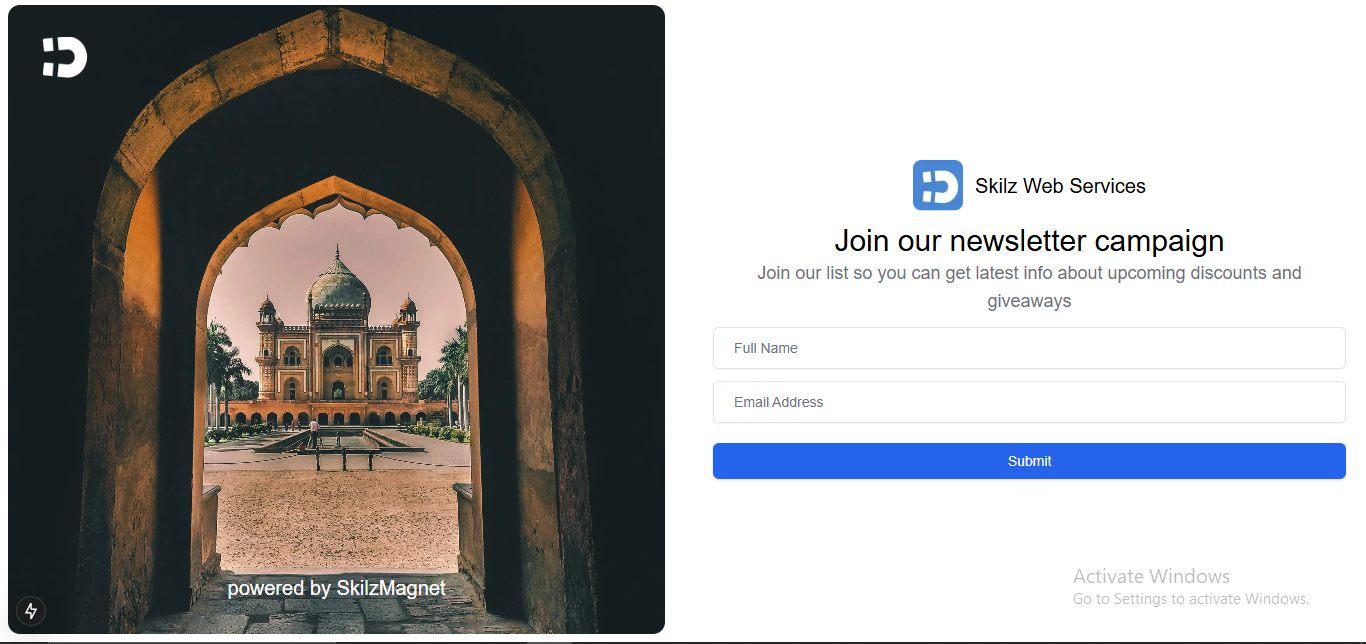 powered by SkilzMagnet
Skilz Web Services
Join our newsletter campaign
Join our list so you can get latest info about upcoming discounts and
giveaways
Full Name
Email Address
Submit
Activate Windows
Go to Settings to activate Windows.